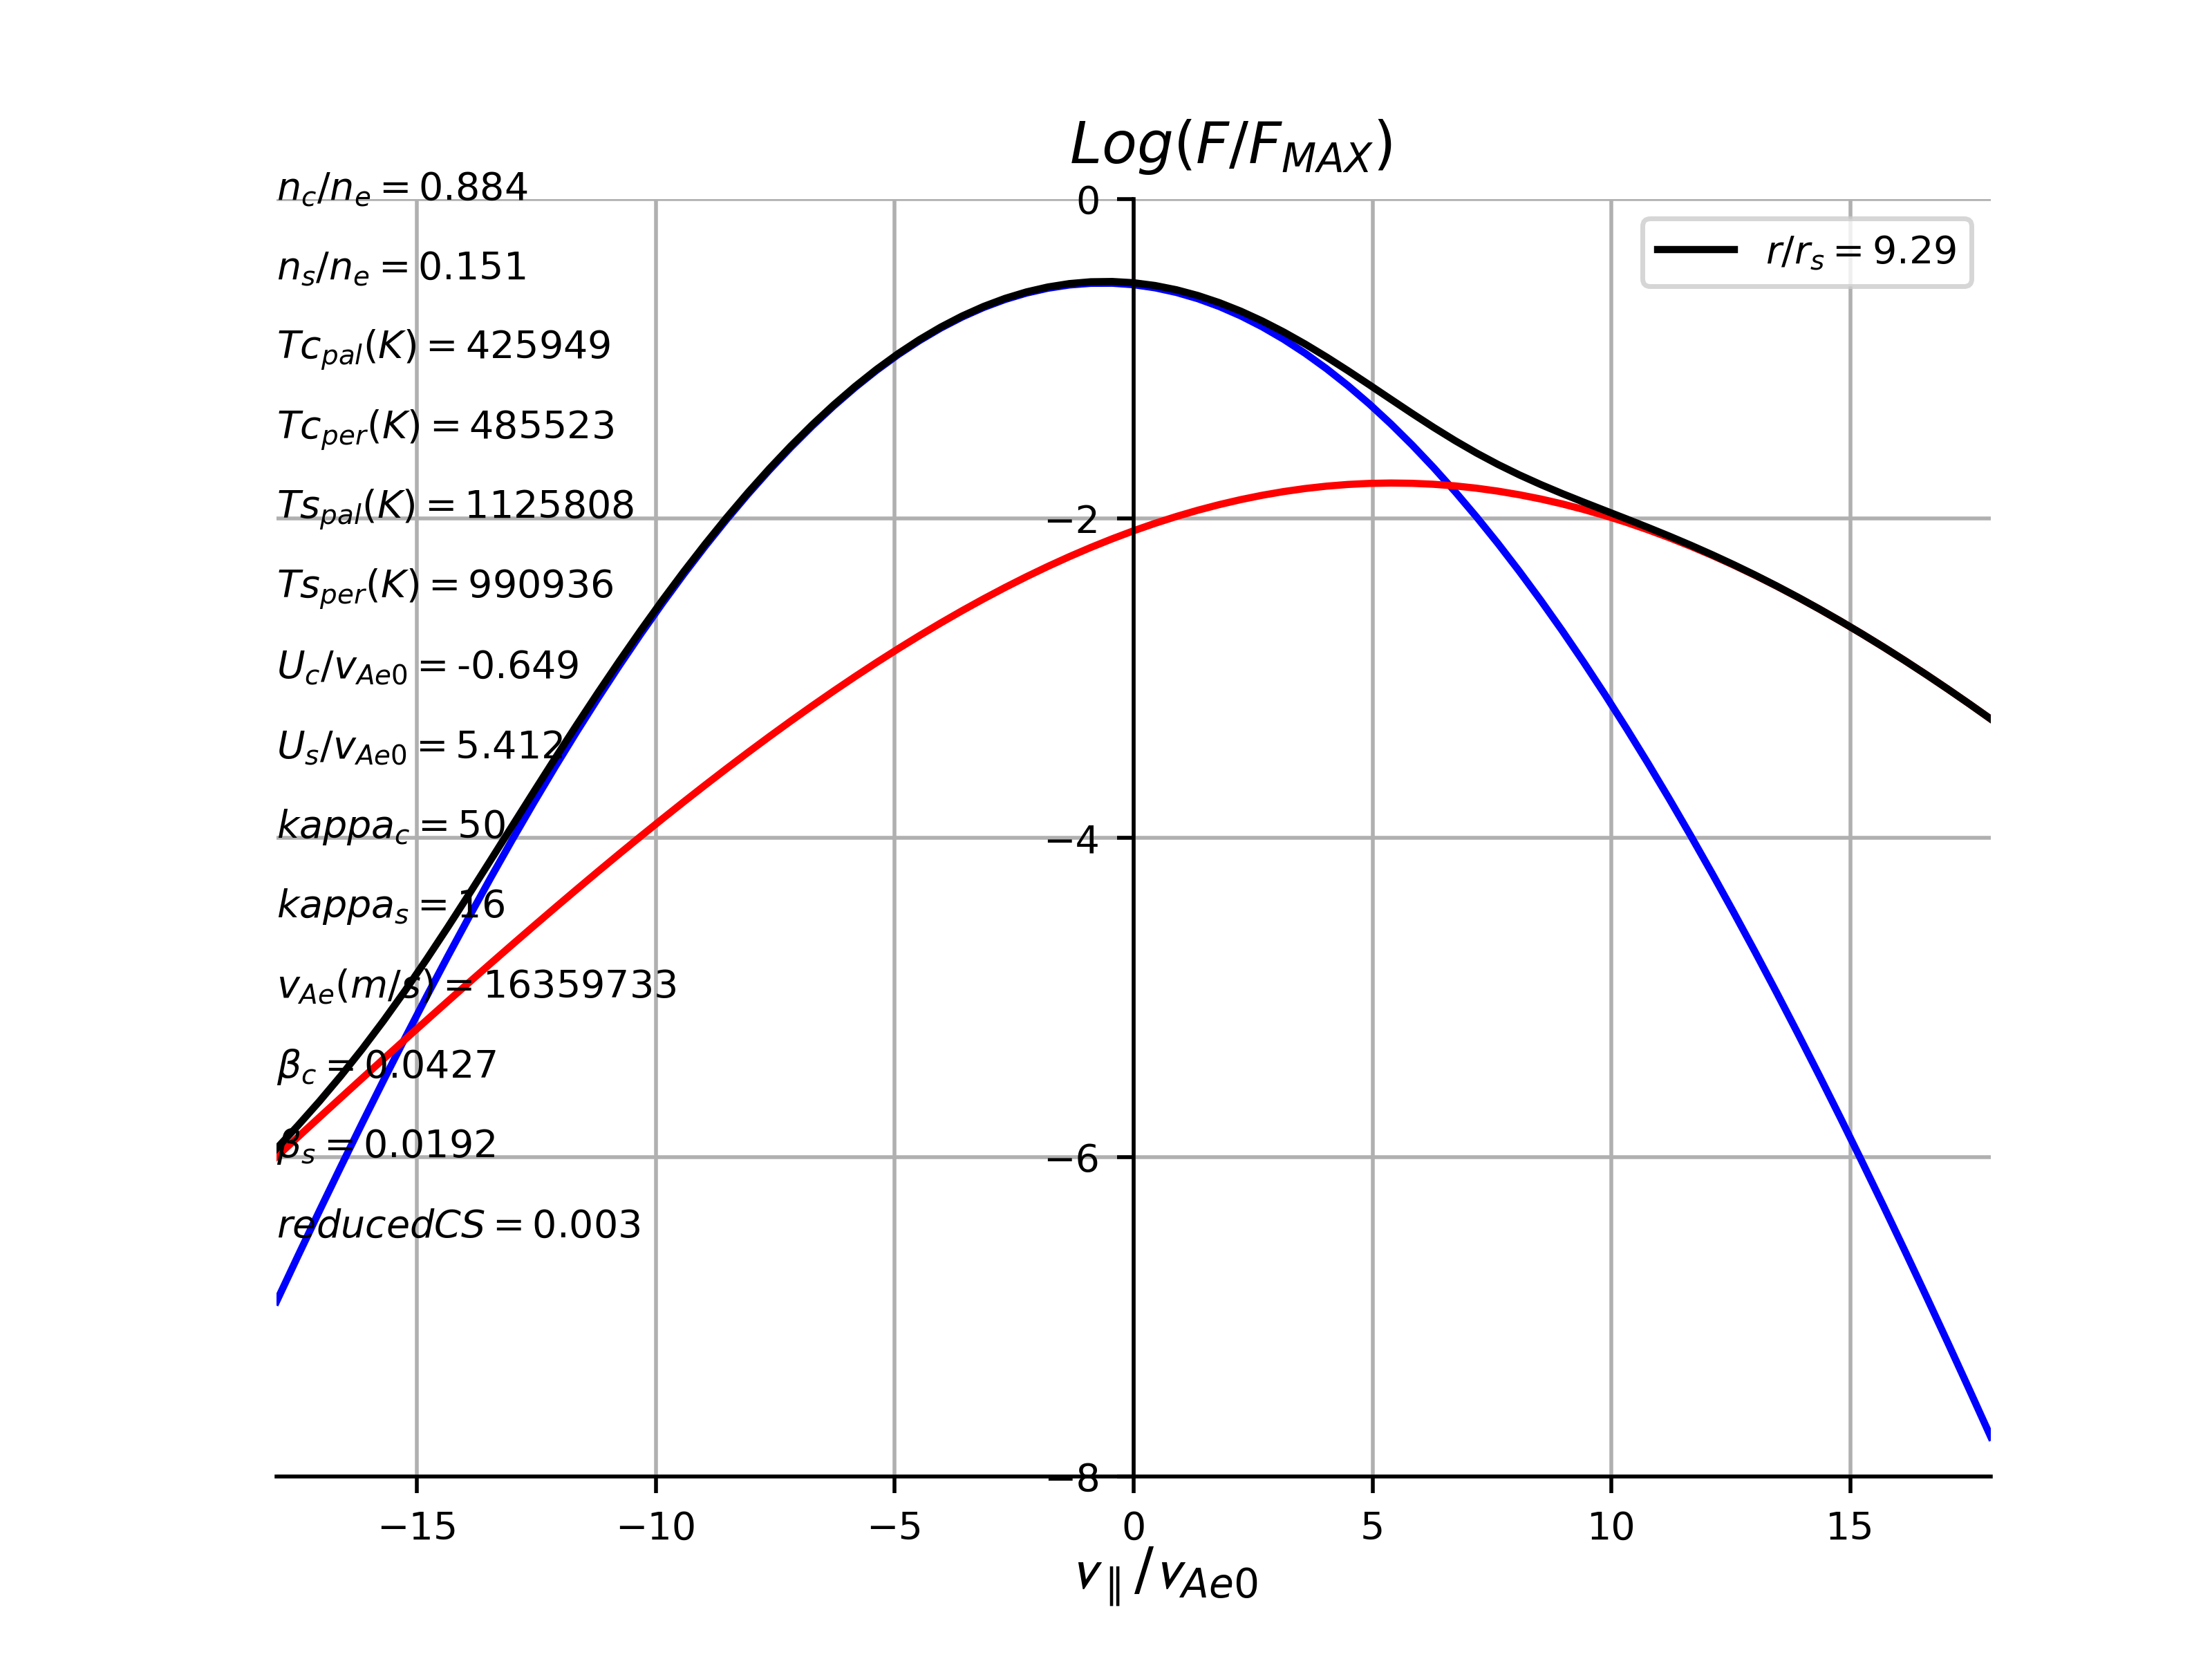 Log(F/F_MAX)
n_c/n_e = 0.884
0
r/r_s = 9.29
n_s/n_e = 0.151
Tc_pal(K) = 425949
Tc_per(K) = 485523
Ts_pal(K) = 1125808
−2
Ts_per(K) = 990936
U_c/v_Ae0 = -0.649
U_s/v_Ae0 = 5.412
kappa_c = 50
−4
kappa_s = 16
v_Ae(m/s) = 16359733
β_c = 0.0427
β_s = 0.0192
−6
reducedCS = 0.003
−8
−15 −10 −5 0 5 10 15
v_∥/v_Ae0